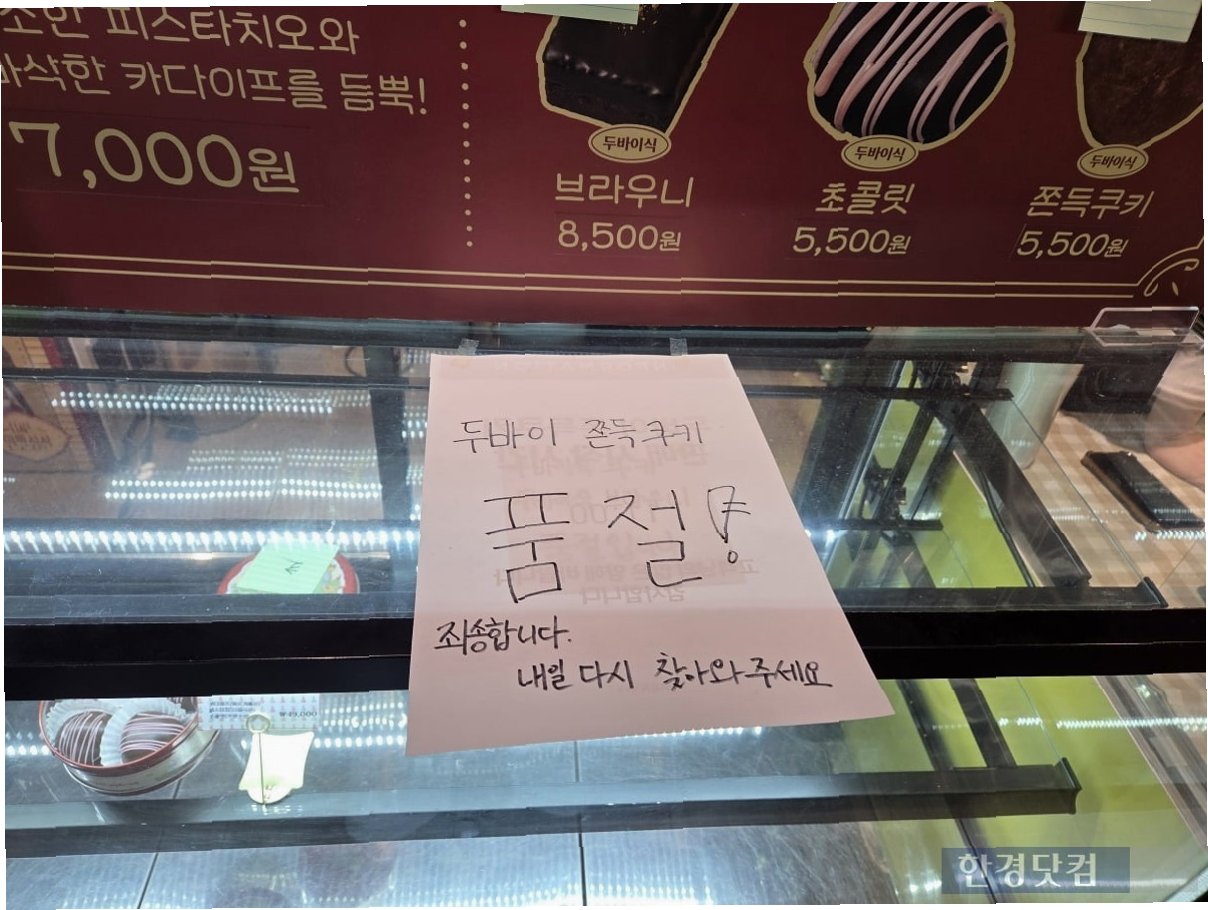 피스타치오와
바삭한 카다이프를 듬뿍!
7,000원
두바이식
브라우니
8,500원
두바이식
초콜릿
5,500원
두바이식
쫀득쿠키
5,500원
두바이 쫀득쿠키
품절!
죄송합니다.
내일 다시 찾아와주세요
한경닷컴